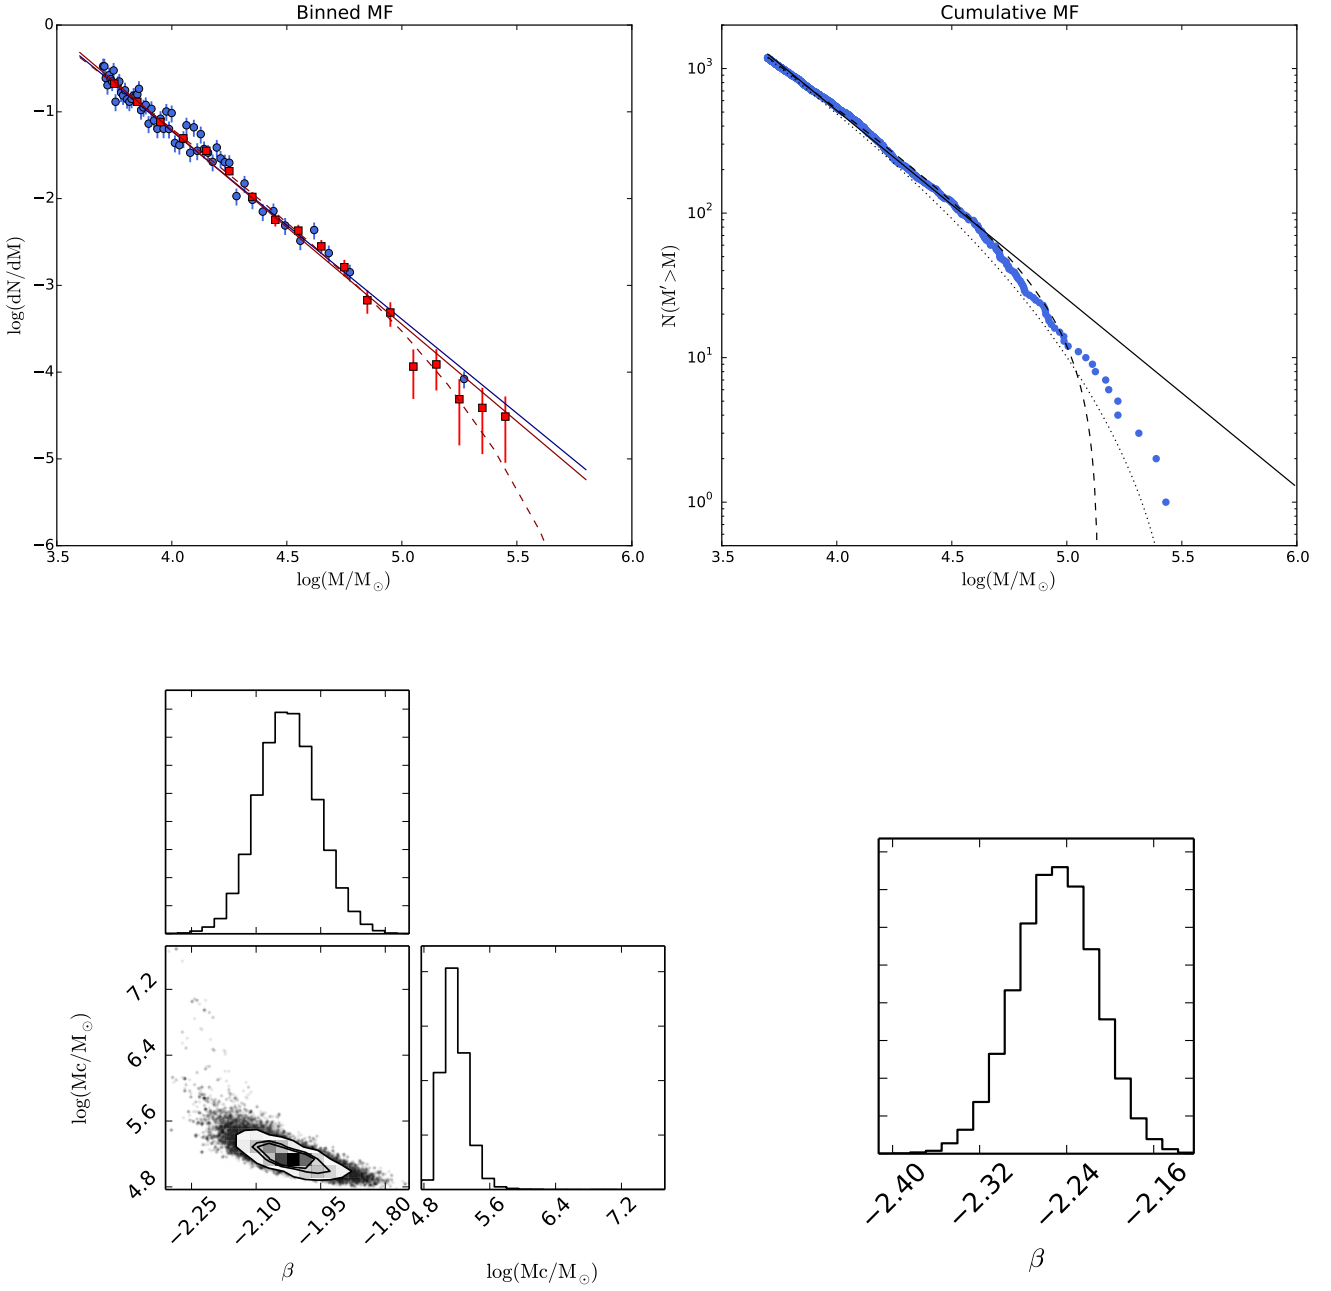 Binned MF
0
−1
−2
−3
−4
−5
−6
log(dN/dM)
3.5 4.0 4.5 5.0 5.5 6.0
log(M/M☉)
Cumulative MF
10³
10²
10¹
10⁰
N(M′>M)
3.5 4.0 4.5 5.0 5.5 6.0
log(M/M☉)
7.2
6.4
5.6
4.8
log(Mc/M☉)
−2.25 −2.10 −1.95 −1.80
β
4.8 5.6 6.4 7.2
log(Mc/M☉)
−2.40 −2.32 −2.24 −2.16
β